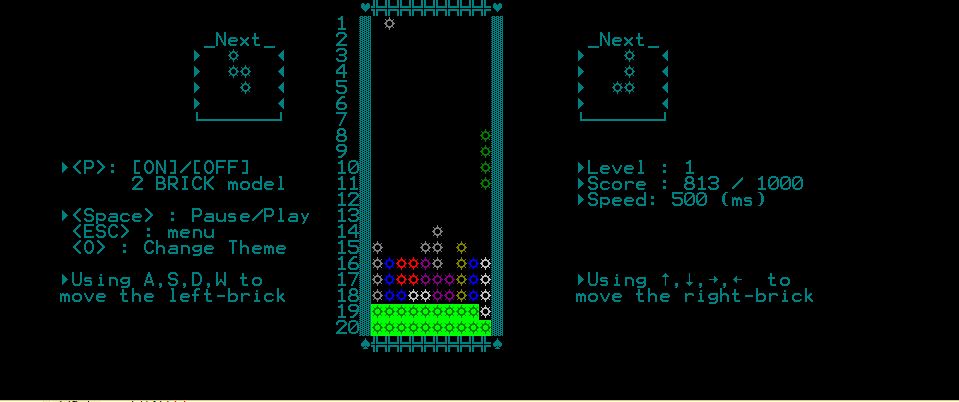 _Next_
<P>: [ON]/[OFF]
2 BRICK model
<Space> : Pause/Play
<ESC> : menu
<O> : Change Theme
Using A,S,D,W to
move the left-brick
1
2
3
4
5
6
7
8
9
10
11
12
13
14
15
16
17
18
19
20
_Next_
Level : 1
Score : 813 / 1000
Speed: 500 (ms)
Using ↑,↓,→,← to
move the right-brick